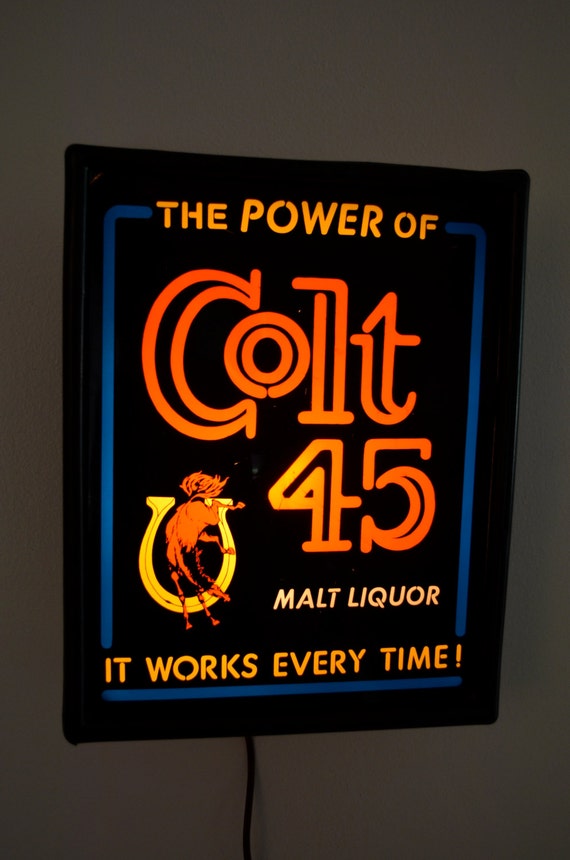 THE POWER OF
Colt
45
MALT LIQUOR
IT WORKS EVERY TIME!